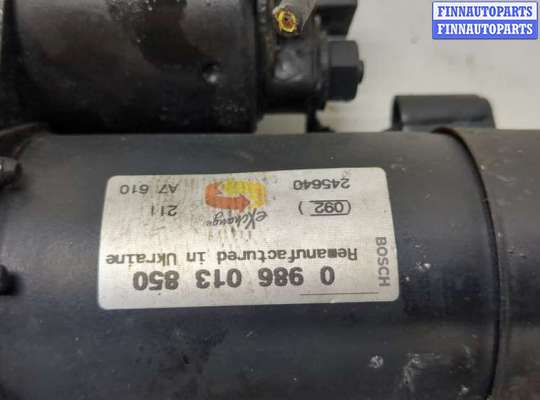 FINNAUTOPARTS
FINNAUTOPARTS
BOSCH
0 986 013 850
Remanufactured in Ukraine
eXchange
(092)
211
245640
A7 610